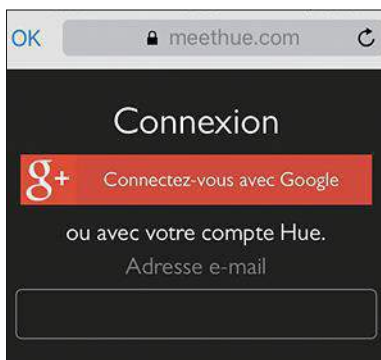 OK meethue.com
Connexion
g+ Connectez-vous avec Google
ou avec votre compte Hue.
Adresse e-mail